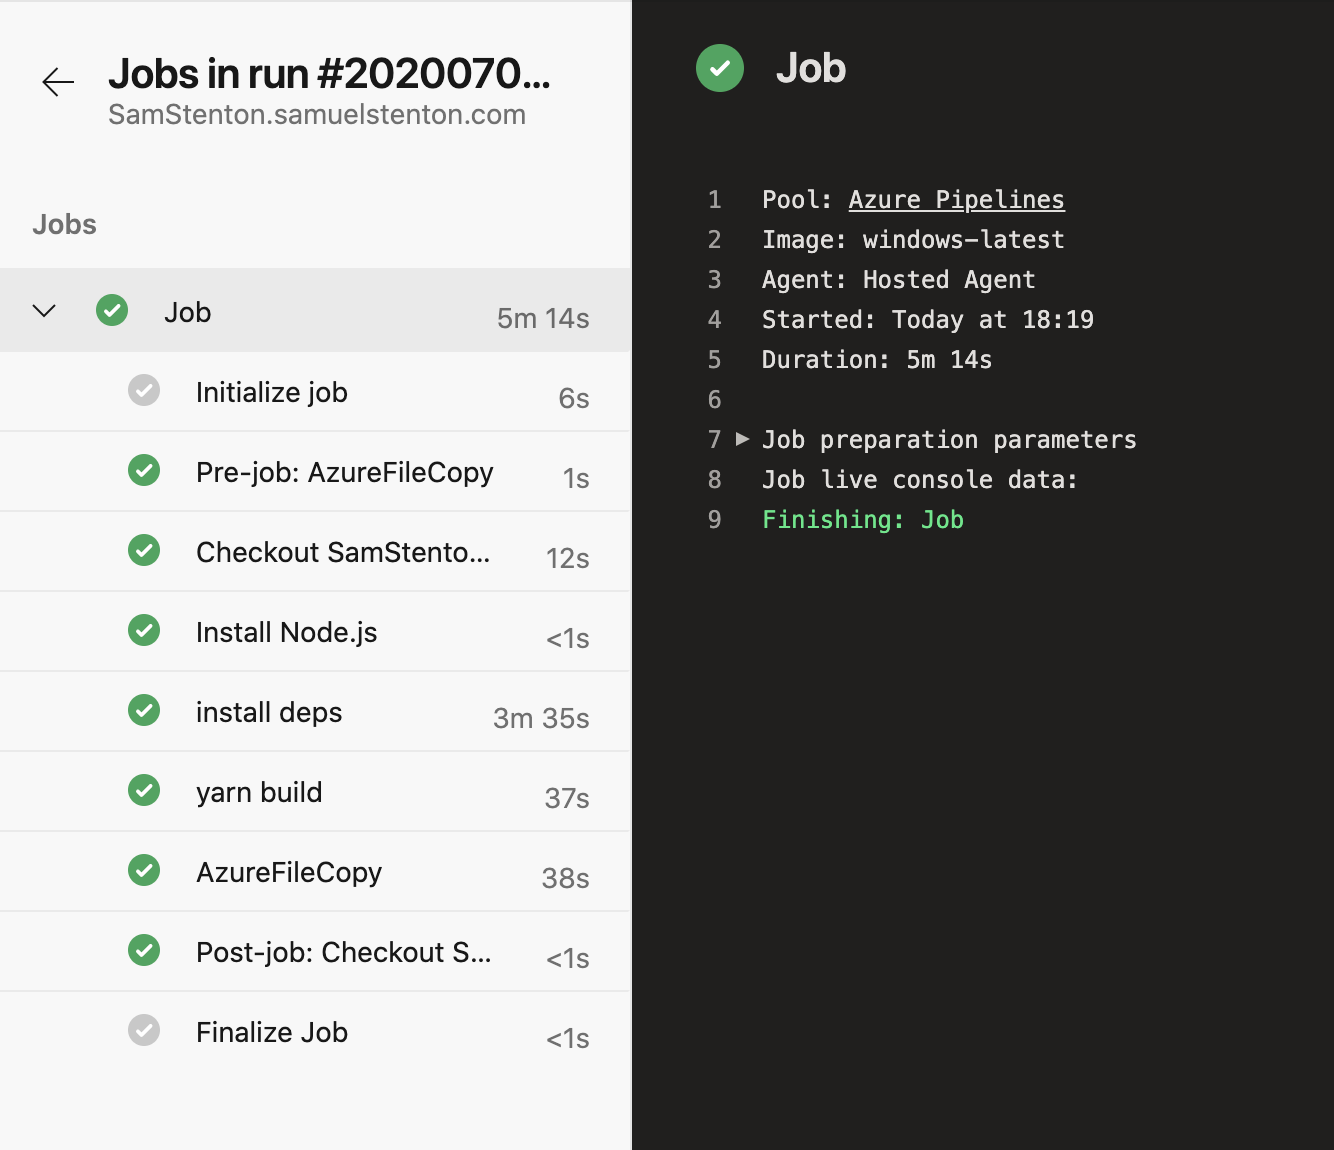 Jobs in run #2020070...
SamStenton.samuelstenton.com
Jobs
Job 5m 14s
Initialize job 6s
Pre-job: AzureFileCopy 1s
Checkout SamStento... 12s
Install Node.js <1s
install deps 3m 35s
yarn build 37s
AzureFileCopy 38s
Post-job: Checkout S... <1s
Finalize Job <1s
Job
1 Pool: Azure Pipelines
2 Image: windows-latest
3 Agent: Hosted Agent
4 Started: Today at 18:19
5 Duration: 5m 14s
6
7 Job preparation parameters
8 Job live console data:
9 Finishing: Job